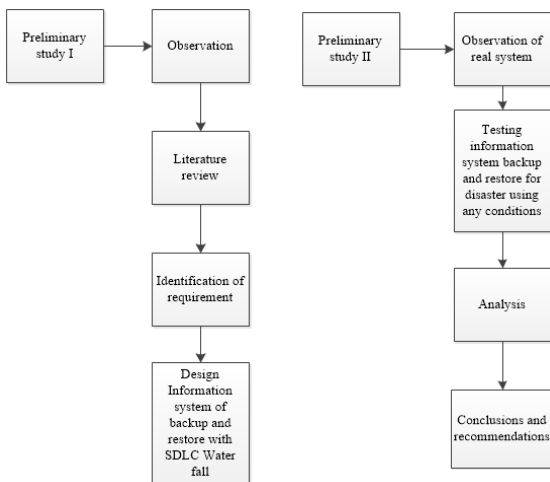 Preliminary
study I
Observation
Literature
review
Identification of
requirement
Design
Information
system of
backup and
restore with
SDLC Water
fall
Preliminary
study II
Observation of
real system
Testing
information
system backup
and restore for
disaster using
any conditions
Analysis
Conclusions and
recommendations